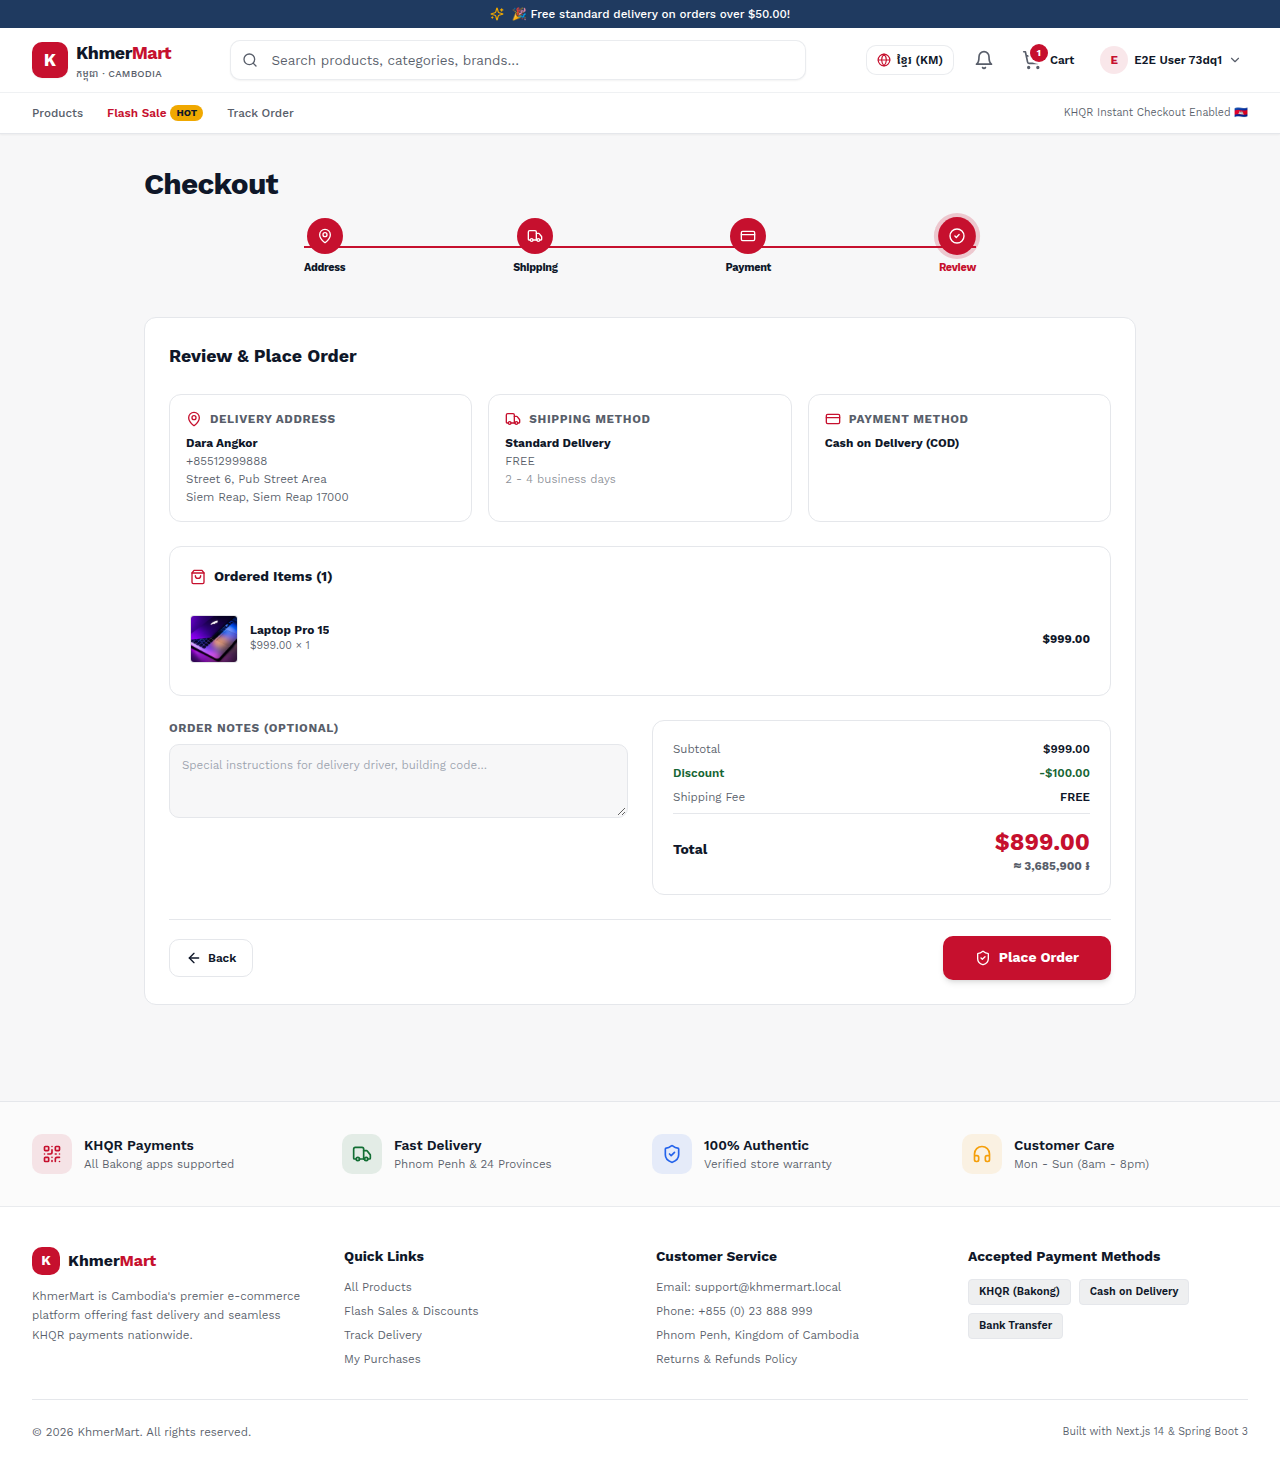 ✨ 🎉 Free standard delivery on orders over $50.00!
K KhmerMart
កម្ពុជា · CAMBODIA
Search products, categories, brands...
ខ្មែរ (KM)
1
Cart
E
E2E User 73dq1
Products
Flash Sale HOT
Track Order
KHQR Instant Checkout Enabled 🇰🇭
Checkout
Address
Shipping
Payment
Review
Review & Place Order
DELIVERY ADDRESS
Dara Angkor
+85512999888
Street 6, Pub Street Area
Siem Reap, Siem Reap 17000
SHIPPING METHOD
Standard Delivery
FREE
2 - 4 business days
PAYMENT METHOD
Cash on Delivery (COD)
Ordered Items (1)
Laptop Pro 15
$999.00 × 1
$999.00
ORDER NOTES (OPTIONAL)
Special instructions for delivery driver, building code...
Subtotal $999.00
Discount -$100.00
Shipping Fee FREE
Total $899.00
≈ 3,685,900 ៛
Back
Place Order
KHQR Payments
All Bakong apps supported
Fast Delivery
Phnom Penh & 24 Provinces
100% Authentic
Verified store warranty
Customer Care
Mon - Sun (8am - 8pm)
K KhmerMart
KhmerMart is Cambodia's premier e-commerce
platform offering fast delivery and seamless
KHQR payments nationwide.
Quick Links
All Products
Flash Sales & Discounts
Track Delivery
My Purchases
Customer Service
Email: support@khmermart.local
Phone: +855 (0) 23 888 999
Phnom Penh, Kingdom of Cambodia
Returns & Refunds Policy
Accepted Payment Methods
KHQR (Bakong)
Cash on Delivery
Bank Transfer
© 2026 KhmerMart. All rights reserved.
Built with Next.js 14 & Spring Boot 3